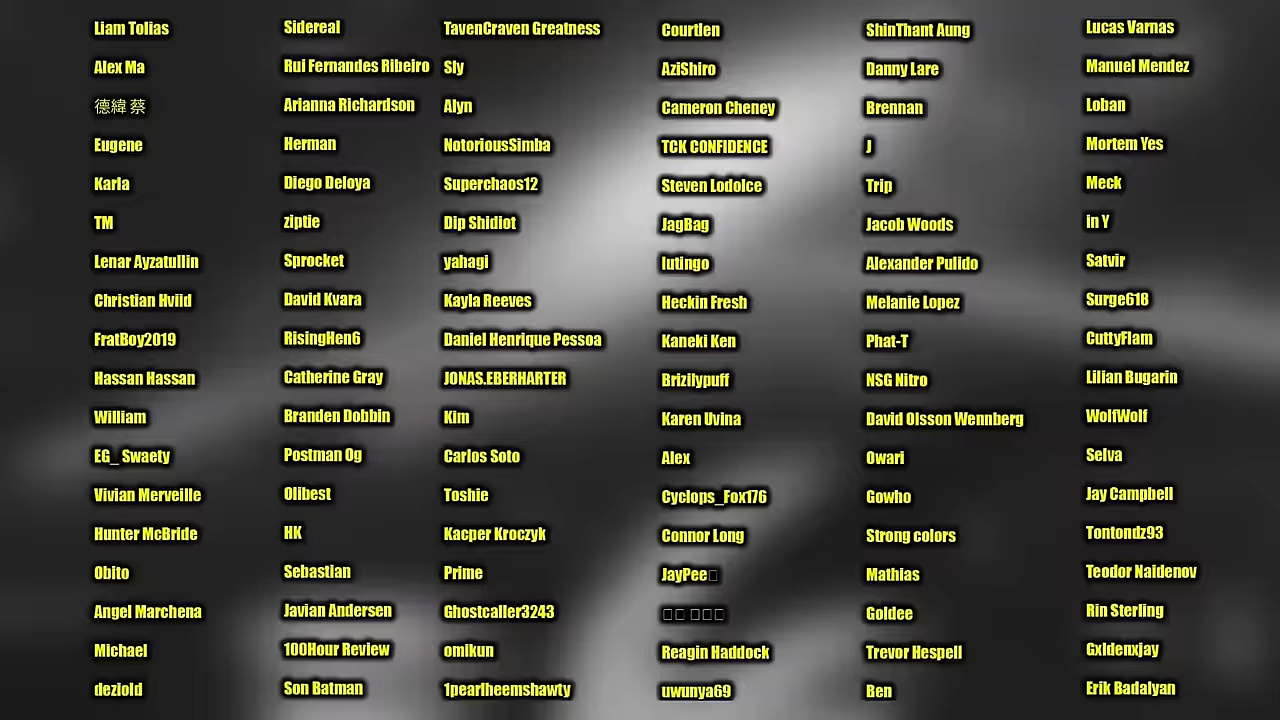 Liam Tolias
Alex Ma
德緯 蔡
Eugene
Karla
TM
Lenar Ayzatullin
Christian Hviid
FratBoy2019
Hassan Hassan
William
EG_ Swaety
Vivian Merveille
Hunter McBride
Obito
Angel Marchena
Michael
deziold
Sidereal
Rui Fernandes Ribeiro
Arianna Richardson
Herman
Diego Deloya
ziptie
Sprocket
David Kvara
RisingHen6
Catherine Gray
Branden Dobbin
Postman Og
Olibest
HK
Sebastian
Javian Andersen
100Hour Review
Son Batman
TavenCraven Greatness
Sly
Alyn
NotoriousSimba
Superchaos12
Dip Shidiot
yahagi
Kayla Reeves
Daniel Henrique Pessoa
JONAS.EBERHARTER
Kim
Carlos Soto
Toshie
Kacper Kroczyk
Prime
Ghostcaller3243
omikun
1pearlheemshawty
Courtlen
AziShiro
Cameron Cheney
TCK CONFIDENCE
Steven Lodolce
JagBag
lutingo
Heckin Fresh
Kaneki Ken
Brizilypuff
Karen Uvina
Alex
Cyclops_Fox176
Connor Long
JayPee
Reagin Haddock
uwunya69
ShinThant Aung
Danny Lare
Brennan
J
Trip
Jacob Woods
Alexander Pulido
Melanie Lopez
Phat-T
NSG Nitro
David Olsson Wennberg
Owari
Gowho
Strong colors
Mathias
Goldee
Trevor Hespell
Ben
Lucas Varnas
Manuel Mendez
Loban
Mortem Yes
Meck
in Y
Satvir
Surge618
CuttyFlam
Lilian Bugarin
WolfWolf
Selva
Jay Campbell
Tontondz93
Teodor Naidenov
Rin Sterling
Gxldenxjay
Erik Badalyan